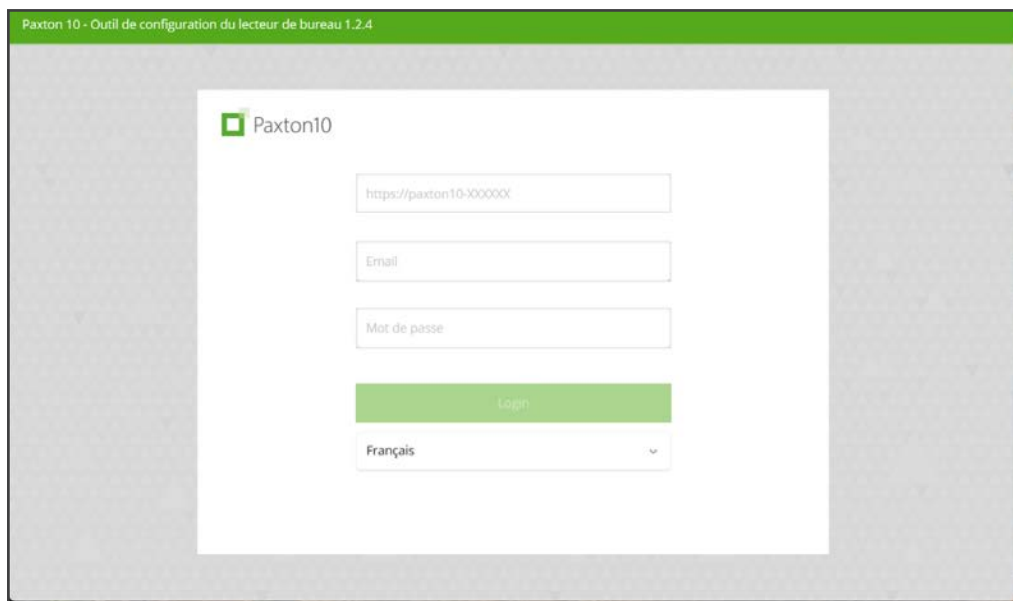 Paxton 10 - Outil de configuration du lecteur de bureau 1.2.4
Paxton10
https://paxton10-XXXXXX
Email
Mot de passe
Login
Français